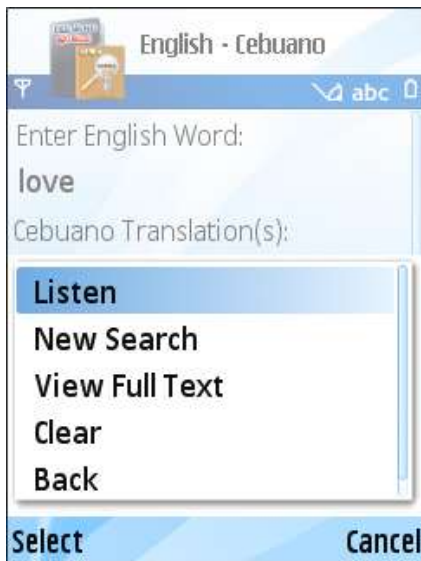 English - Cebuano
abc
Enter English Word:
love
Cebuano Translation(s):
Listen
New Search
View Full Text
Clear
Back
Select Cancel